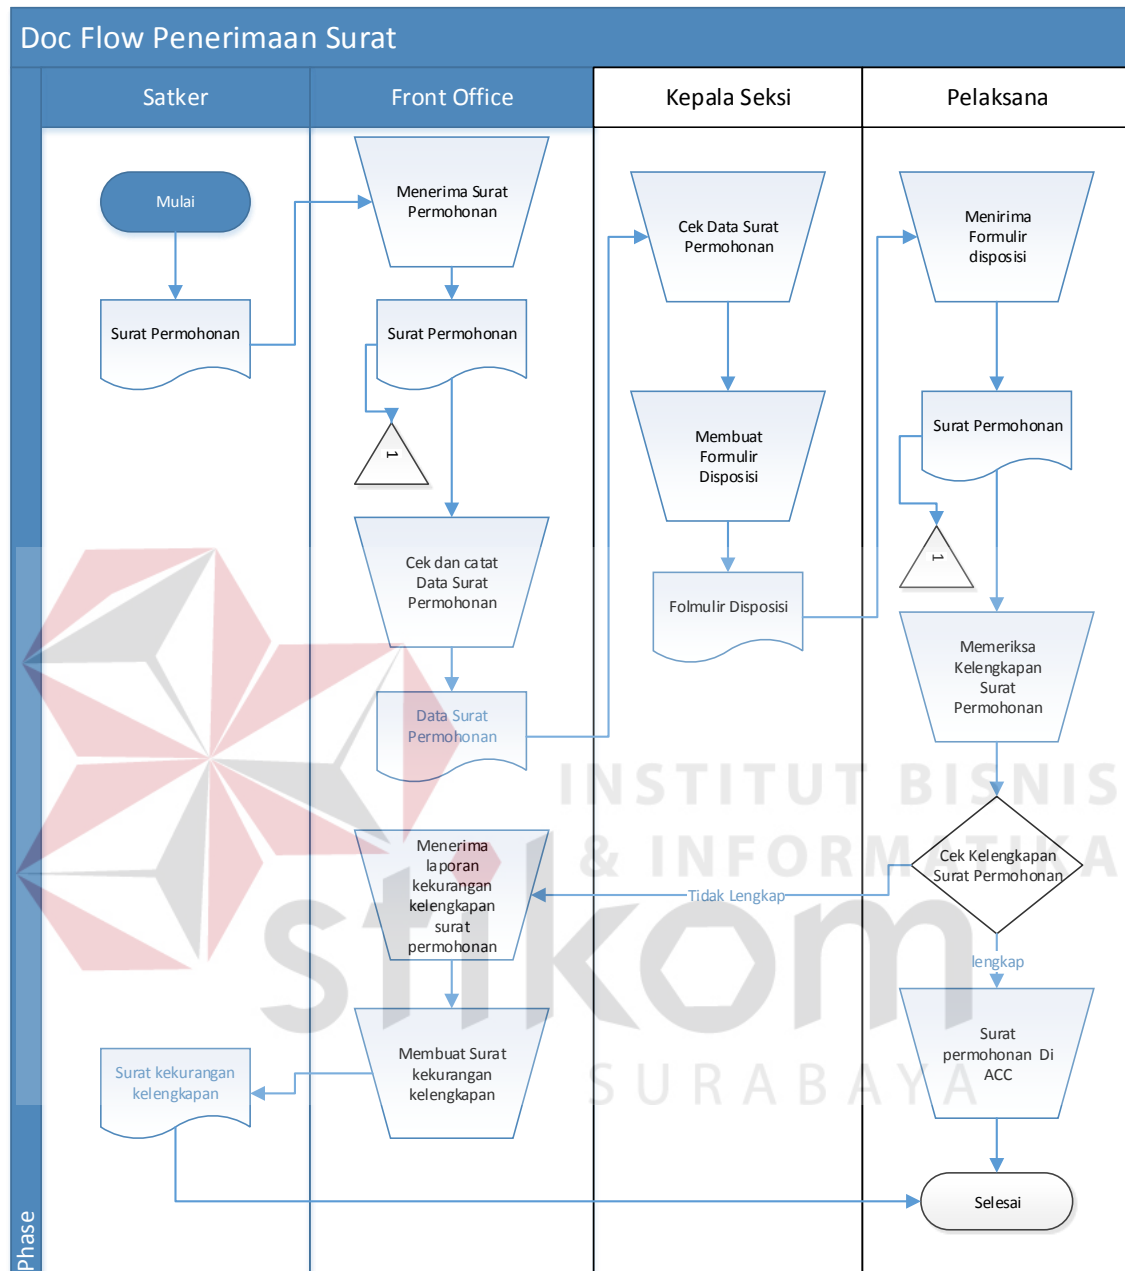 Doc Flow Penerimaan Surat
Satker
Front Office
Kepala Seksi
Pelaksana
Mulai
Surat Permohonan
Menerima Surat
Permohonan
Surat Permohonan
1
Cek dan catat
Data Surat
Permohonan
Data Surat
Permohonan
Cek Data Surat
Permohonan
Membuat
Formulir
Disposisi
Folmulir Disposisi
Menirima
Formulir
disposisi
Surat Permohonan
1
Memeriksa
Kelengkapan
Surat
Permohonan
Cek Kelengkapan
Surat Permohonan
Tidak Lengkap
lengkap
Menerima
laporan
kekurangan
kelengkapan
surat
permohonan
Membuat Surat
kekurangan
kelengkapan
Surat kekurangan
kelengkapan
Surat
permohonan Di
ACC
Selesai
Phase
INSTITUT BISNIS
& INFORMATIKA
stikom
SURABAYA